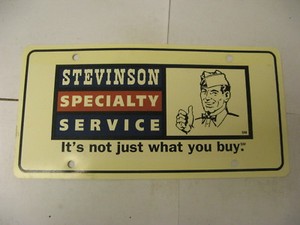 STEVINSON
SPECIALTY
SERVICE
It's not just what you buy.